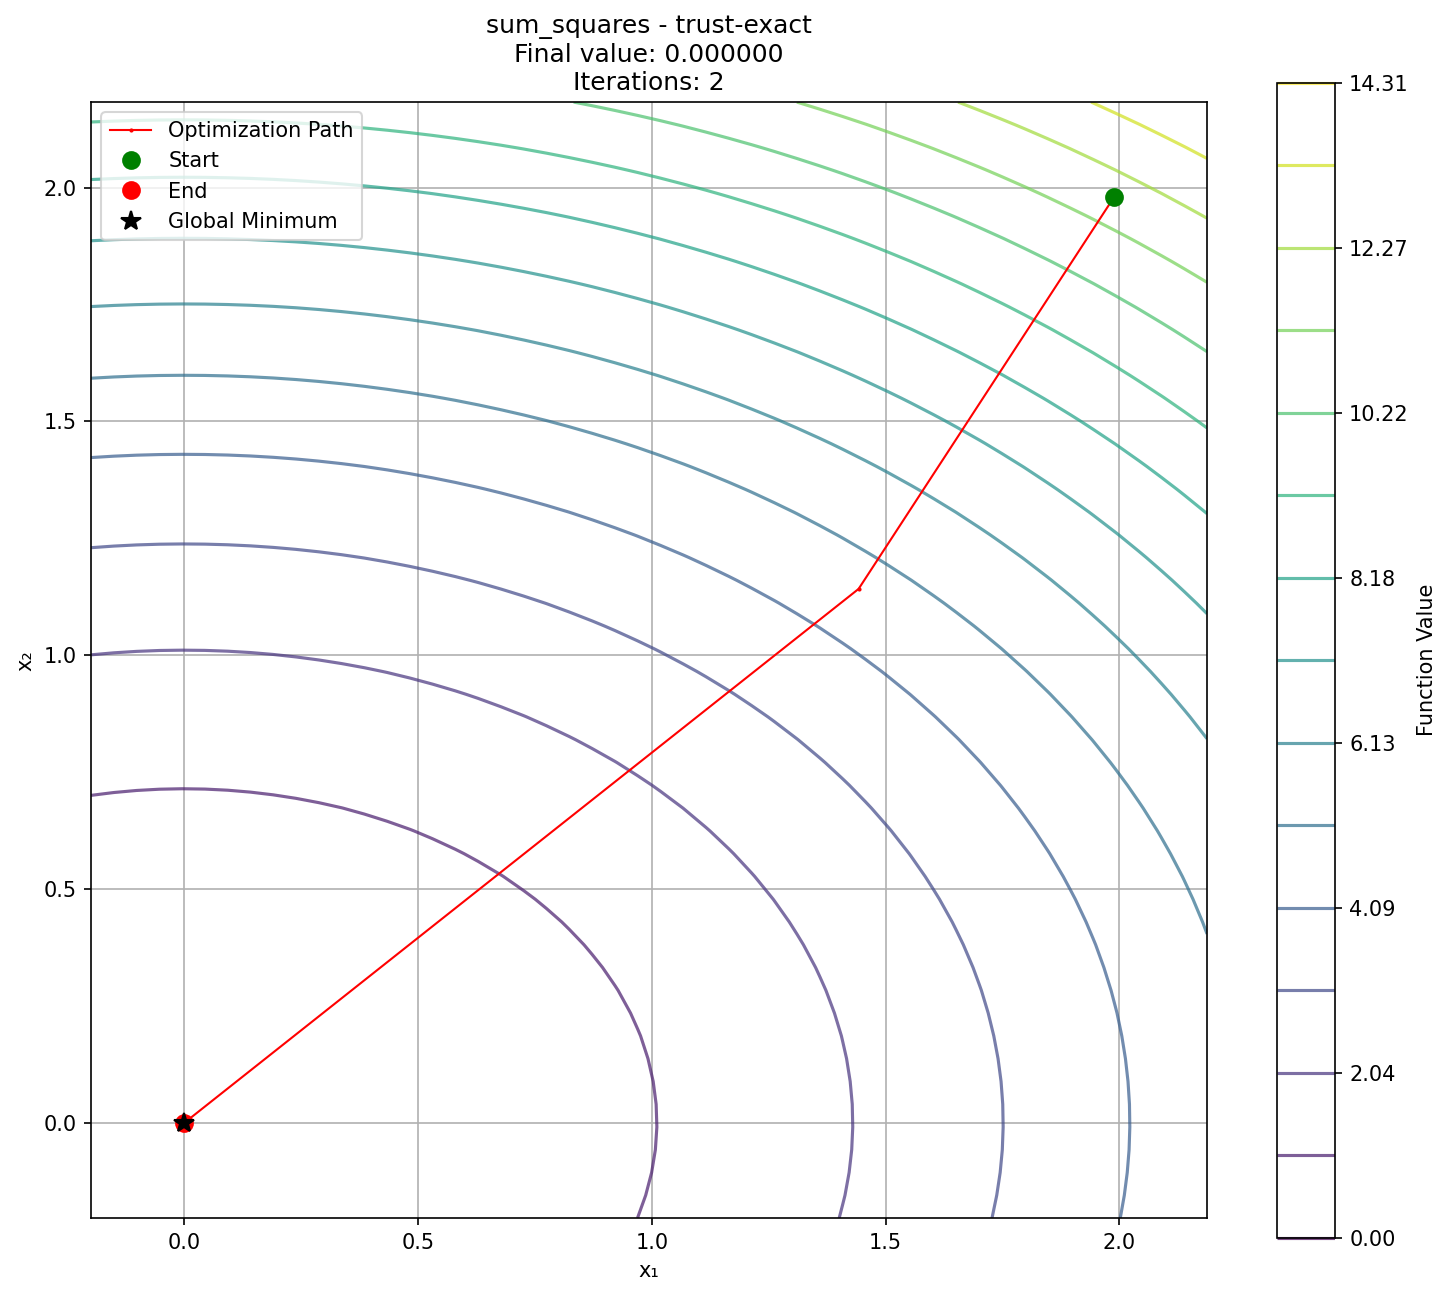 sum_squares - trust-exact
Final value: 0.000000
Iterations: 2
Optimization Path
Start
End
Global Minimum
2.0
1.5
1.0
0.5
0.0
x₂
0.0
0.5
1.0
1.5
2.0
x₁
14.31
12.27
10.22
8.18
6.13
4.09
2.04
0.00
Function Value